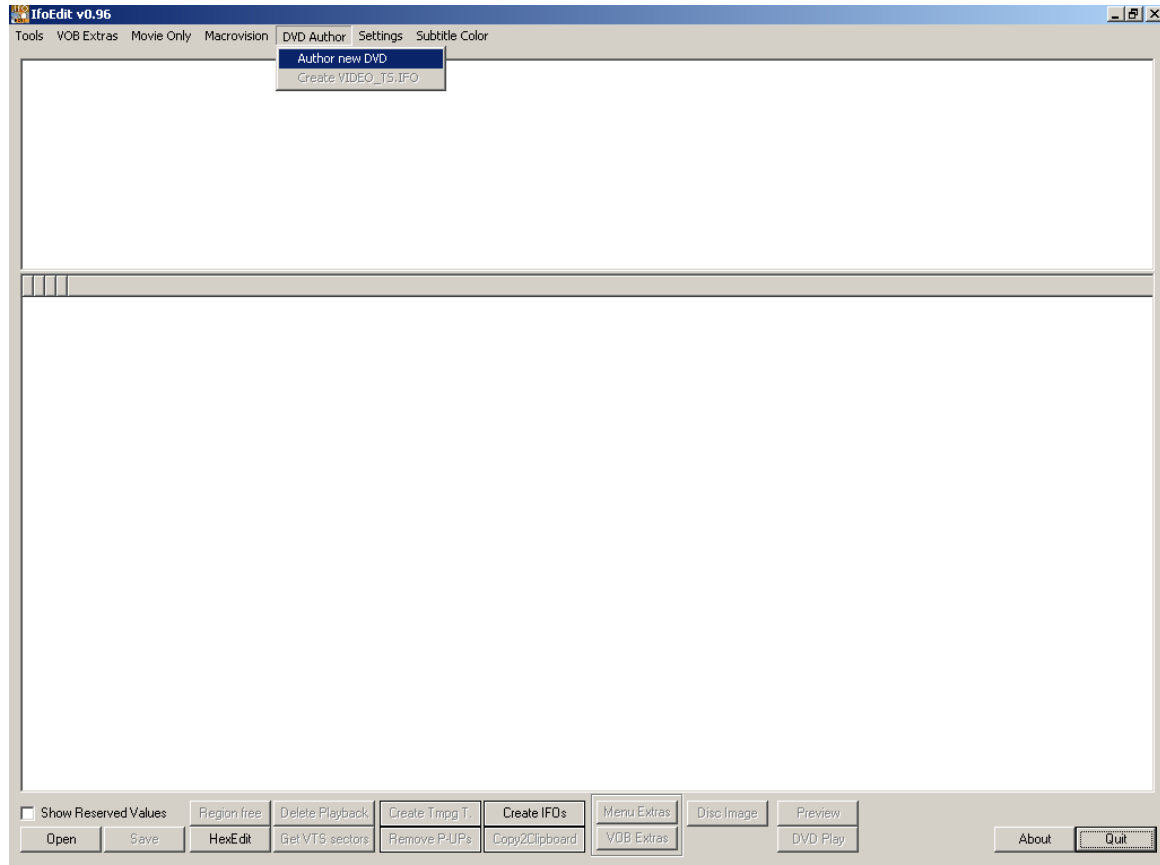 IfoEdit v0.96
Tools VOB Extras Movie Only Macrovision DVD Author Settings Subtitle Color
Author new DVD
Create VIDEO_TS.IFO
Show Reserved Values Region free Delete Playback Create Tmpg T. Create IFOs Menu Extras Disc Image Preview
Open Save HexEdit Get VTS sectors Remove P-UPs Copy2Clipboard VOB Extras DVD Play About Quit